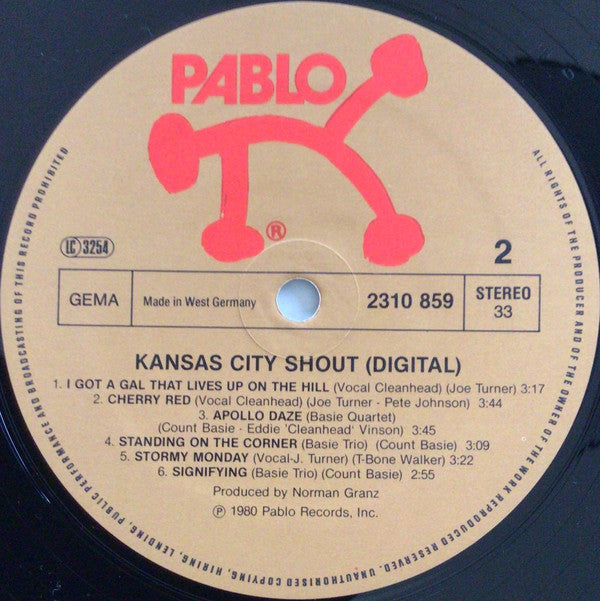 PABLO
®
LC 3254
2
GEMA
Made in West Germany
2310 859
STEREO
33
KANSAS CITY SHOUT (DIGITAL)
1. I GOT A GAL THAT LIVES UP ON THE HILL (Vocal Cleanhead) (Joe Turner) 3:17
2. CHERRY RED (Vocal Cleanhead) (Joe Turner - Pete Johnson) 3:44
3. APOLLO DAZE (Basie Quartet)
(Count Basie - Eddie 'Cleanhead' Vinson) 3:45
4. STANDING ON THE CORNER (Basie Trio) (Count Basie) 3:09
5. STORMY MONDAY (Vocal-J. Turner) (T-Bone Walker) 3:22
6. SIGNIFYING (Basie Trio) (Count Basie) 2:55
Produced by Norman Granz
℗ 1980 Pablo Records, Inc.
ALL RIGHTS OF THE PRODUCER AND OF THE OWNER OF THE WORK REPRODUCED RESERVED. UNAUTHORISED COPYING, HIRING, LENDING, PUBLIC PERFORMANCE AND BROADCASTING OF THIS RECORD PROHIBITED